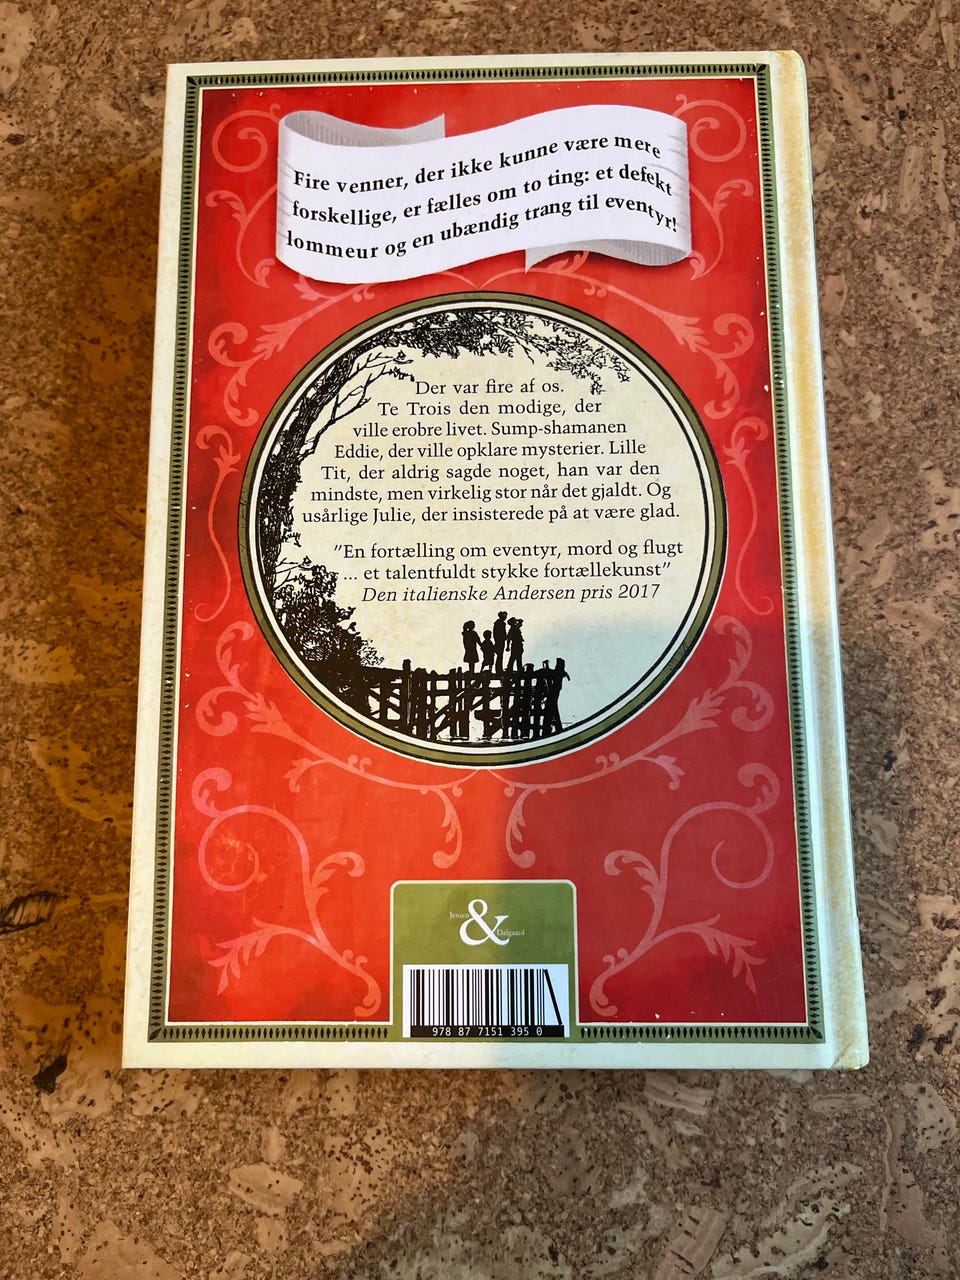 Fire venner, der ikke kunne være mere
forskellige, er fælles om to ting: et defekt
lommeur og en ubændig trang til eventyr!
Der var fire af os.
Te Trois den modige, der
ville erobre livet. Sump-shamanen
Eddie, der ville opklare mysterier. Lille
Tit, der aldrig sagde noget, han var den
mindste, men virkelig stor når det gjaldt. Og
usårlige Julie, der insisterede på at være glad.
”En fortælling om eventyr, mord og flugt
... et talentfuldt stykke fortællekunst”
Den italienske Andersen pris 2017
Jensen & Dalgaard
978 87 7151 395 0